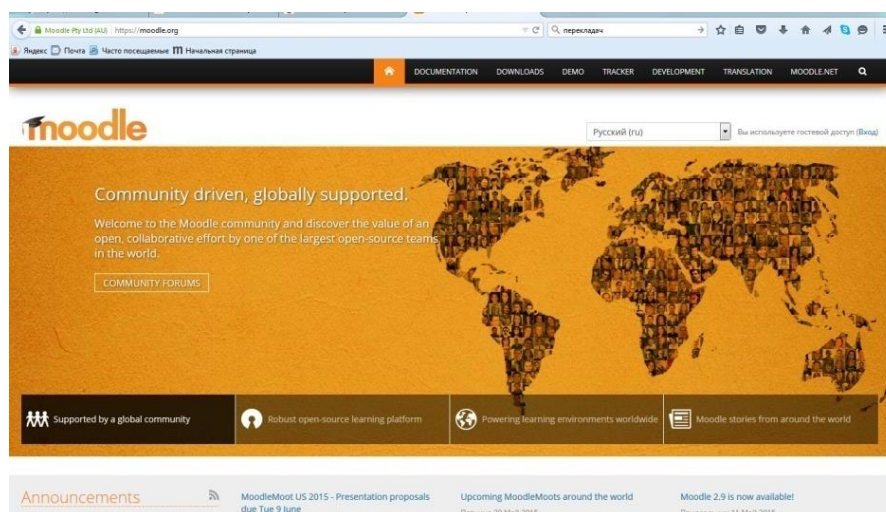 Moodle Pty Ltd (AU) https://moodle.org
перекладач
Яндекс Почта Часто посещаемые Начальная страница
DOCUMENTATION DOWNLOADS DEMO TRACKER DEVELOPMENT TRANSLATION MOODLE.NET
moodle
Русский (ru)
Вы используете гостевой доступ (Вход)
Community driven, globally supported.
Welcome to the Moodle community and discover the value of an
open, collaborative effort by one of the largest open-source teams
in the world.
COMMUNITY FORUMS
Supported by a global community
Robust open-source learning platform
Powering learning environments worldwide
Moodle stories from around the world
Announcements
MoodleMoot US 2015 - Presentation proposals
due Tue 9 June
Upcoming MoodleMoots around the world
Moodle 2.9 is now available!